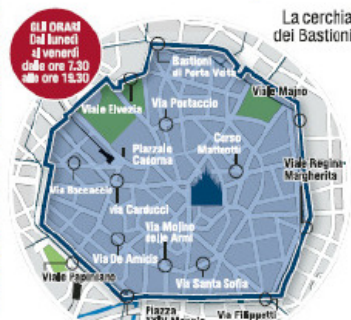 GLI ORARI
Dal lunedì
al venerdì
dalle ore 7.30
alle ore 19.30
La cerchia
dei Bastioni
Bastioni
di Porta Volta
Viale Elvezia
Via Pontaccio
Viale Majno
Piazzale
Corso
Matteotti
Viale Regina
Margherita
Via Boccaccio
via Carducci
Via Molino
delle Armi
Via De Amicis
Viale Papiniano
Via Santa Sofia
Piazza
Via Filippetti